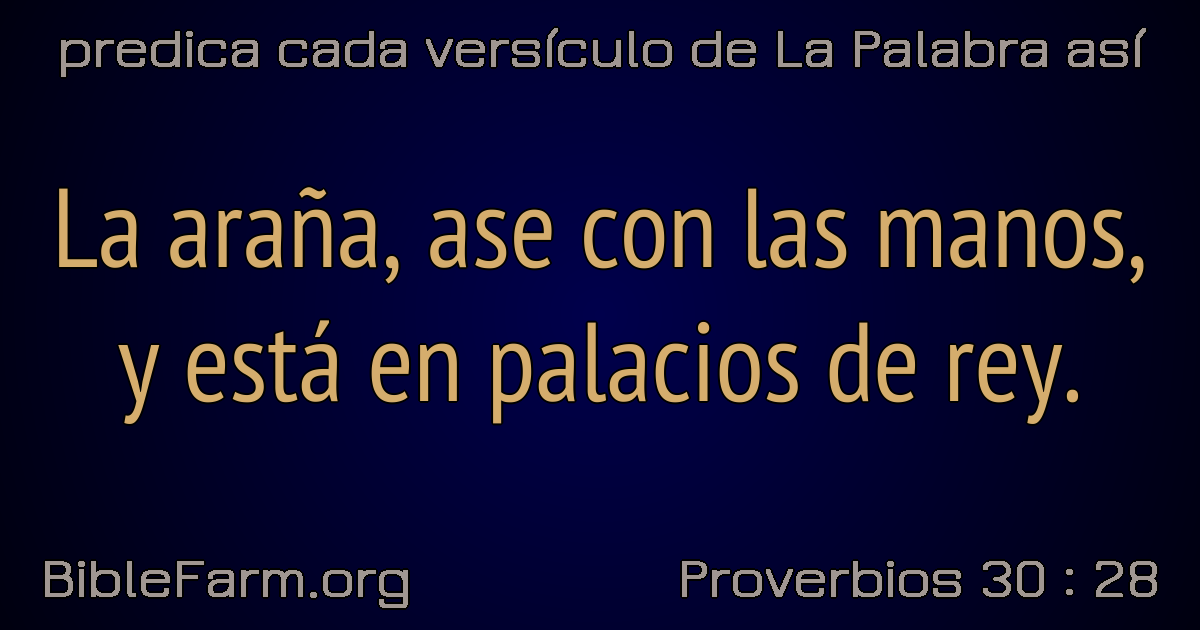 predica cada versículo de La Palabra así
La araña, ase con las manos,
y está en palacios de rey.
BibleFarm.org
Proverbios 30 : 28